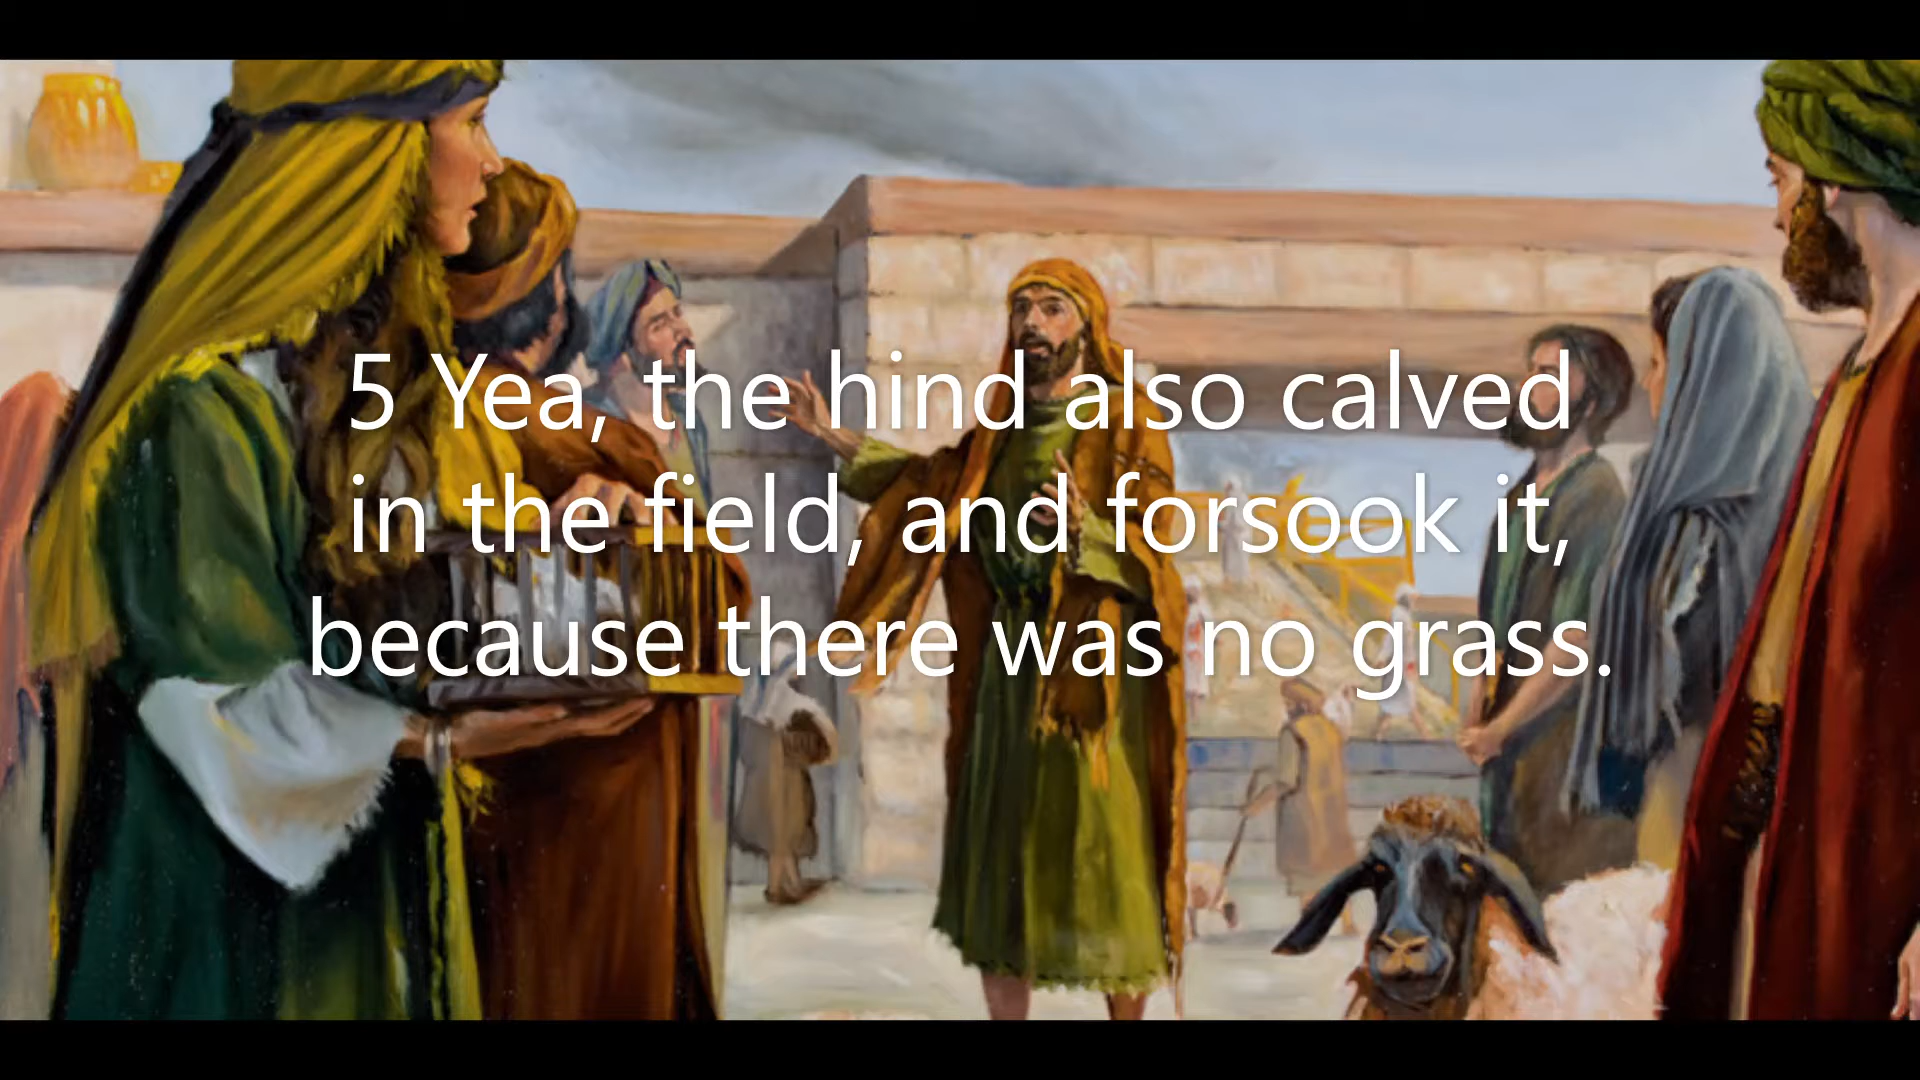 5 Yea, the hind also calved
in the field, and forsook it,
because there was no grass.